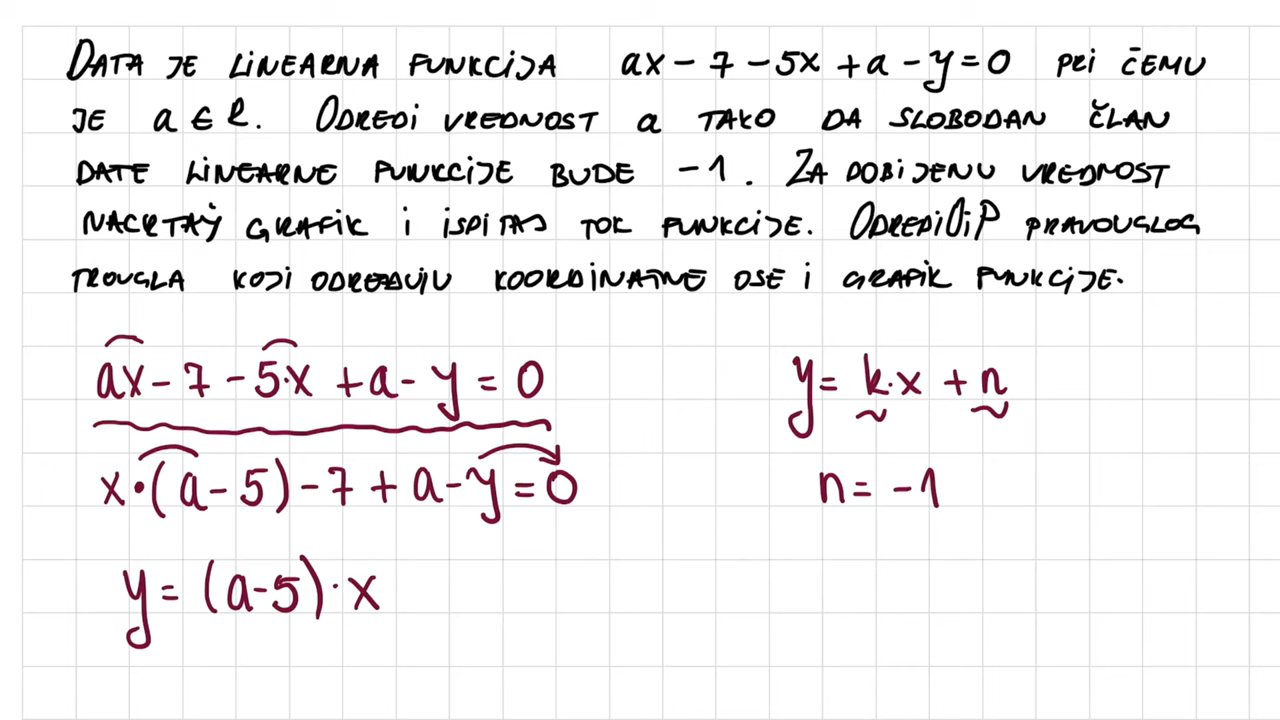 DATA JE LINEARNA FUNKCIJA ax - 7 - 5x + a - y = 0 PRI ČEMU
JE a ∈ R. ODREDI VREDNOST a TAKO DA SLOBODAN ČLAN
DATE LINEARNE FUNKCIJE BUDE -1. ZA DOBIJENU VREDNOST
NACRTAJ GRAFIK I ISPITAJ TOK FUNKCIJE. ODREDI O i P PRAVOUGLOG
TROUGLA KOJI ODREĐUJU KOORDINATNE OSE I GRAFIK FUNKCIJE.
ax - 7 - 5·x + a - y = 0
y = k·x + n
x·(a - 5) - 7 + a - y = 0
n = -1
y = (a - 5)·x